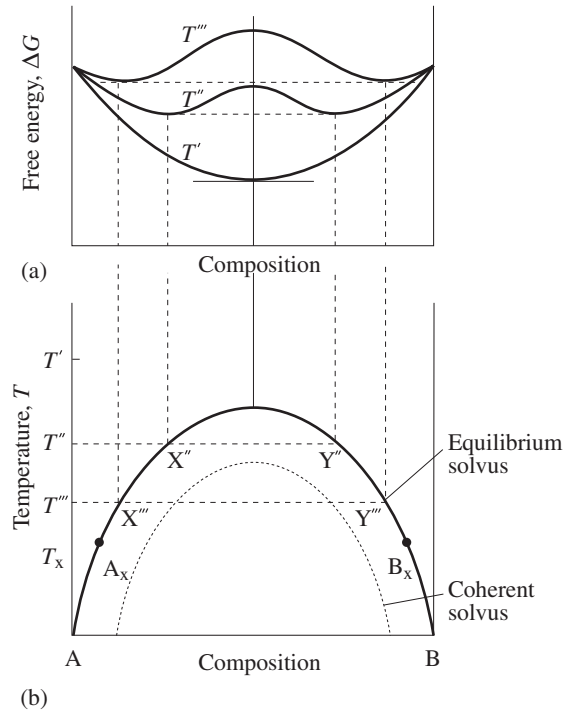 T‴
T″
T′
Free energy, ΔG
Composition
(a)
T′
T″
T‴
Tₓ
Temperature, T
X″
Y″
X‴
Y‴
Aₓ
Bₓ
Equilibrium
solvus
Coherent
solvus
A
Composition
B
(b)